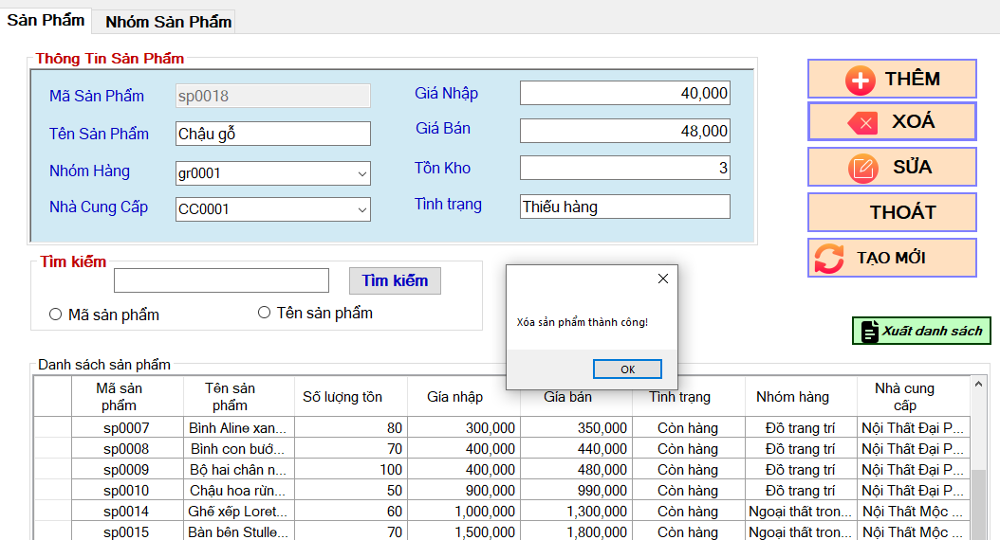 Sản Phẩm Nhóm Sản Phẩm
Thông Tin Sản Phẩm
Mã Sản Phẩm sp0018
Tên Sản Phẩm Chậu gỗ
Nhóm Hàng gr0001
Nhà Cung Cấp CC0001
Giá Nhập 40,000
Giá Bán 48,000
Tồn Kho 3
Tình trạng Thiếu hàng
THÊM
XOÁ
SỬA
THOÁT
TẠO MỚI
Tìm kiếm
Tìm kiếm
Mã sản phẩm Tên sản phẩm
Xóa sản phẩm thành công!
OK
Xuất danh sách
Danh sách sản phẩm
Mã sản phẩm Tên sản phẩm Số lượng tồn Gía nhập Gía bán Tình trạng Nhóm hàng Nhà cung cấp
sp0007 Bình Aline xan... 80 300,000 350,000 Còn hàng Đồ trang trí Nội Thất Đại P...
sp0008 Bình con bướ... 70 400,000 440,000 Còn hàng Đồ trang trí Nội Thất Đại P...
sp0009 Bộ hai chân n... 100 400,000 480,000 Còn hàng Đồ trang trí Nội Thất Đại P...
sp0010 Chậu hoa rừn... 50 900,000 990,000 Còn hàng Đồ trang trí Nội Thất Đại P...
sp0014 Ghế xếp Loret... 60 1,000,000 1,300,000 Còn hàng Ngoại thất tron... Nội Thất Mộc ...
sp0015 Bàn bên Stulle... 70 1,500,000 1,800,000 Còn hàng Ngoại thất tron... Nội Thất Mộc ...